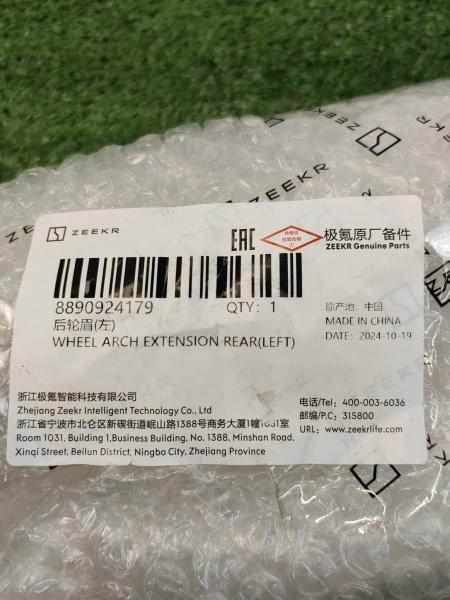 ZEEKR
ZEEKR
ZEEKR
ZEEKR
EAC
极氪原厂备件
ZEEKR Genuine Parts
8890924179
QTY: 1
后轮眉(左)
WHEEL ARCH EXTENSION REAR(LEFT)
原产地: 中国
MADE IN CHINA
DATE: 2024-10-19
浙江极氪智能科技有限公司
Zhejiang Zeekr Intelligent Technology Co., Ltd
浙江省宁波市北仑区新碶街道岷山路1388号商务大厦1幢1031室
Room 1031, Building 1,Business Building, No. 1388, Minshan Road,
Xinqi Street, Beilun District, Ningbo City, Zhejiang Province
电话/Tel: 400-003-6036
邮编/P.C: 315800
URL: www.zeekrlife.com